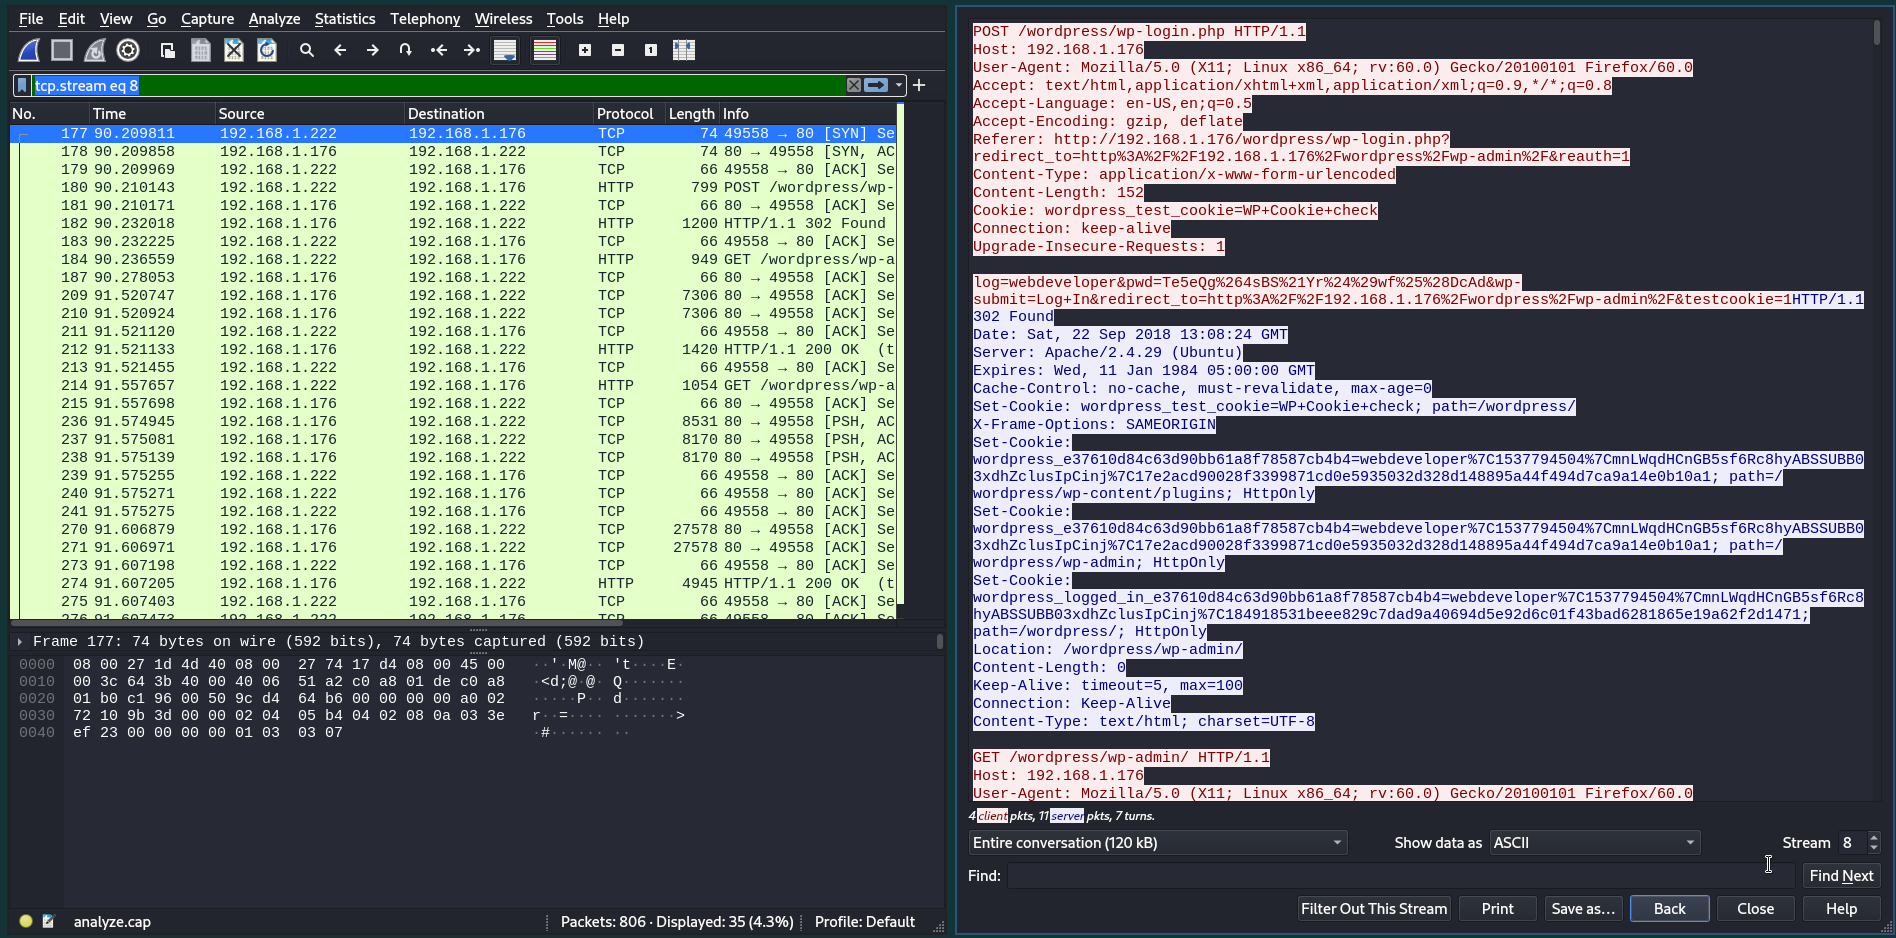 File Edit View Go Capture Analyze Statistics Telephony Wireless Tools Help
tcp.stream eq 8
No. Time Source Destination Protocol Length Info
177 90.209811 192.168.1.222 192.168.1.176 TCP 74 49558 → 80 [SYN] Se
178 90.209858 192.168.1.176 192.168.1.222 TCP 74 80 → 49558 [SYN, AC
179 90.209969 192.168.1.222 192.168.1.176 TCP 66 49558 → 80 [ACK] Se
180 90.210143 192.168.1.222 192.168.1.176 HTTP 799 POST /wordpress/wp-
181 90.210171 192.168.1.176 192.168.1.222 TCP 66 80 → 49558 [ACK] Se
182 90.232018 192.168.1.176 192.168.1.222 HTTP 1200 HTTP/1.1 302 Found
183 90.232225 192.168.1.222 192.168.1.176 TCP 66 49558 → 80 [ACK] Se
184 90.236559 192.168.1.222 192.168.1.176 HTTP 949 GET /wordpress/wp-a
187 90.278053 192.168.1.176 192.168.1.222 TCP 66 80 → 49558 [ACK] Se
209 91.520747 192.168.1.176 192.168.1.222 TCP 7306 80 → 49558 [ACK] Se
210 91.520924 192.168.1.176 192.168.1.222 TCP 7306 80 → 49558 [ACK] Se
211 91.521120 192.168.1.222 192.168.1.176 TCP 66 49558 → 80 [ACK] Se
212 91.521133 192.168.1.176 192.168.1.222 HTTP 1420 HTTP/1.1 200 OK (t
213 91.521455 192.168.1.222 192.168.1.176 TCP 66 49558 → 80 [ACK] Se
214 91.557657 192.168.1.222 192.168.1.176 HTTP 1054 GET /wordpress/wp-a
215 91.557698 192.168.1.176 192.168.1.222 TCP 66 80 → 49558 [ACK] Se
236 91.574945 192.168.1.176 192.168.1.222 TCP 8531 80 → 49558 [PSH, AC
237 91.575081 192.168.1.176 192.168.1.222 TCP 8170 80 → 49558 [PSH, AC
238 91.575139 192.168.1.176 192.168.1.222 TCP 8170 80 → 49558 [PSH, AC
239 91.575255 192.168.1.222 192.168.1.176 TCP 66 49558 → 80 [ACK] Se
240 91.575271 192.168.1.222 192.168.1.176 TCP 66 49558 → 80 [ACK] Se
241 91.575275 192.168.1.222 192.168.1.176 TCP 66 49558 → 80 [ACK] Se
270 91.606879 192.168.1.176 192.168.1.222 TCP 27578 80 → 49558 [ACK] Se
271 91.606971 192.168.1.176 192.168.1.222 TCP 27578 80 → 49558 [ACK] Se
273 91.607198 192.168.1.222 192.168.1.176 TCP 66 49558 → 80 [ACK] Se
274 91.607205 192.168.1.176 192.168.1.222 HTTP 4945 HTTP/1.1 200 OK (t
275 91.607403 192.168.1.222 192.168.1.176 TCP 66 49558 → 80 [ACK] Se
Frame 177: 74 bytes on wire (592 bits), 74 bytes captured (592 bits)
0000 08 00 27 1d 4d 40 08 00 27 74 17 d4 08 00 45 00 ··'·M@·· 't····E·
0010 00 3c 64 3b 40 00 40 06 51 a2 c0 a8 01 de c0 a8 ·<d;@·@· Q·······
0020 01 b0 c1 96 00 50 9c d4 64 b6 00 00 00 00 a0 02 ·····P·· d·······
0030 72 10 9b 3d 00 00 02 04 05 b4 04 02 08 0a 03 3e r··=···· ·······>
0040 ef 23 00 00 00 00 01 03 03 07 ·#······ ··
analyze.cap Packets: 806 · Displayed: 35 (4.3%) Profile: Default
POST /wordpress/wp-login.php HTTP/1.1
Host: 192.168.1.176
User-Agent: Mozilla/5.0 (X11; Linux x86_64; rv:60.0) Gecko/20100101 Firefox/60.0
Accept: text/html,application/xhtml+xml,application/xml;q=0.9,*/*;q=0.8
Accept-Language: en-US,en;q=0.5
Accept-Encoding: gzip, deflate
Referer: http://192.168.1.176/wordpress/wp-login.php?
redirect_to=http%3A%2F%2F192.168.1.176%2Fwordpress%2Fwp-admin%2F&reauth=1
Content-Type: application/x-www-form-urlencoded
Content-Length: 152
Cookie: wordpress_test_cookie=WP+Cookie+check
Connection: keep-alive
Upgrade-Insecure-Requests: 1
log=webdeveloper&pwd=Te5eQg%264sBS%21Yr%24%29wf%25%28DcAd&wp-
submit=Log+In&redirect_to=http%3A%2F%2F192.168.1.176%2Fwordpress%2Fwp-admin%2F&testcookie=1HTTP/1.1
302 Found
Date: Sat, 22 Sep 2018 13:08:24 GMT
Server: Apache/2.4.29 (Ubuntu)
Expires: Wed, 11 Jan 1984 05:00:00 GMT
Cache-Control: no-cache, must-revalidate, max-age=0
Set-Cookie: wordpress_test_cookie=WP+Cookie+check; path=/wordpress/
X-Frame-Options: SAMEORIGIN
Set-Cookie:
wordpress_e37610d84c63d90bb61a8f78587cb4b4=webdeveloper%7C1537794504%7CmnLWqdHCnGB5sf6Rc8hyABSSUBB0
3xdhZclusIpCinj%7C17e2acd90028f3399871cd0e5935032d328d148895a44f494d7ca9a14e0b10a1; path=/
wordpress/wp-content/plugins; HttpOnly
Set-Cookie:
wordpress_e37610d84c63d90bb61a8f78587cb4b4=webdeveloper%7C1537794504%7CmnLWqdHCnGB5sf6Rc8hyABSSUBB0
3xdhZclusIpCinj%7C17e2acd90028f3399871cd0e5935032d328d148895a44f494d7ca9a14e0b10a1; path=/
wordpress/wp-admin; HttpOnly
Set-Cookie:
wordpress_logged_in_e37610d84c63d90bb61a8f78587cb4b4=webdeveloper%7C1537794504%7CmnLWqdHCnGB5sf6Rc8
hyABSSUBB03xdhZclusIpCinj%7C184918531beee829c7dad9a40694d5e92d6c01f43bad6281865e19a62f2d1471;
path=/wordpress/; HttpOnly
Location: /wordpress/wp-admin/
Content-Length: 0
Keep-Alive: timeout=5, max=100
Connection: Keep-Alive
Content-Type: text/html; charset=UTF-8
GET /wordpress/wp-admin/ HTTP/1.1
Host: 192.168.1.176
User-Agent: Mozilla/5.0 (X11; Linux x86_64; rv:60.0) Gecko/20100101 Firefox/60.0
4 client pkts, 11 server pkts, 7 turns.
Entire conversation (120 kB) Show data as ASCII Stream 8
Find: Find Next
Filter Out This Stream Print Save as… Back Close Help